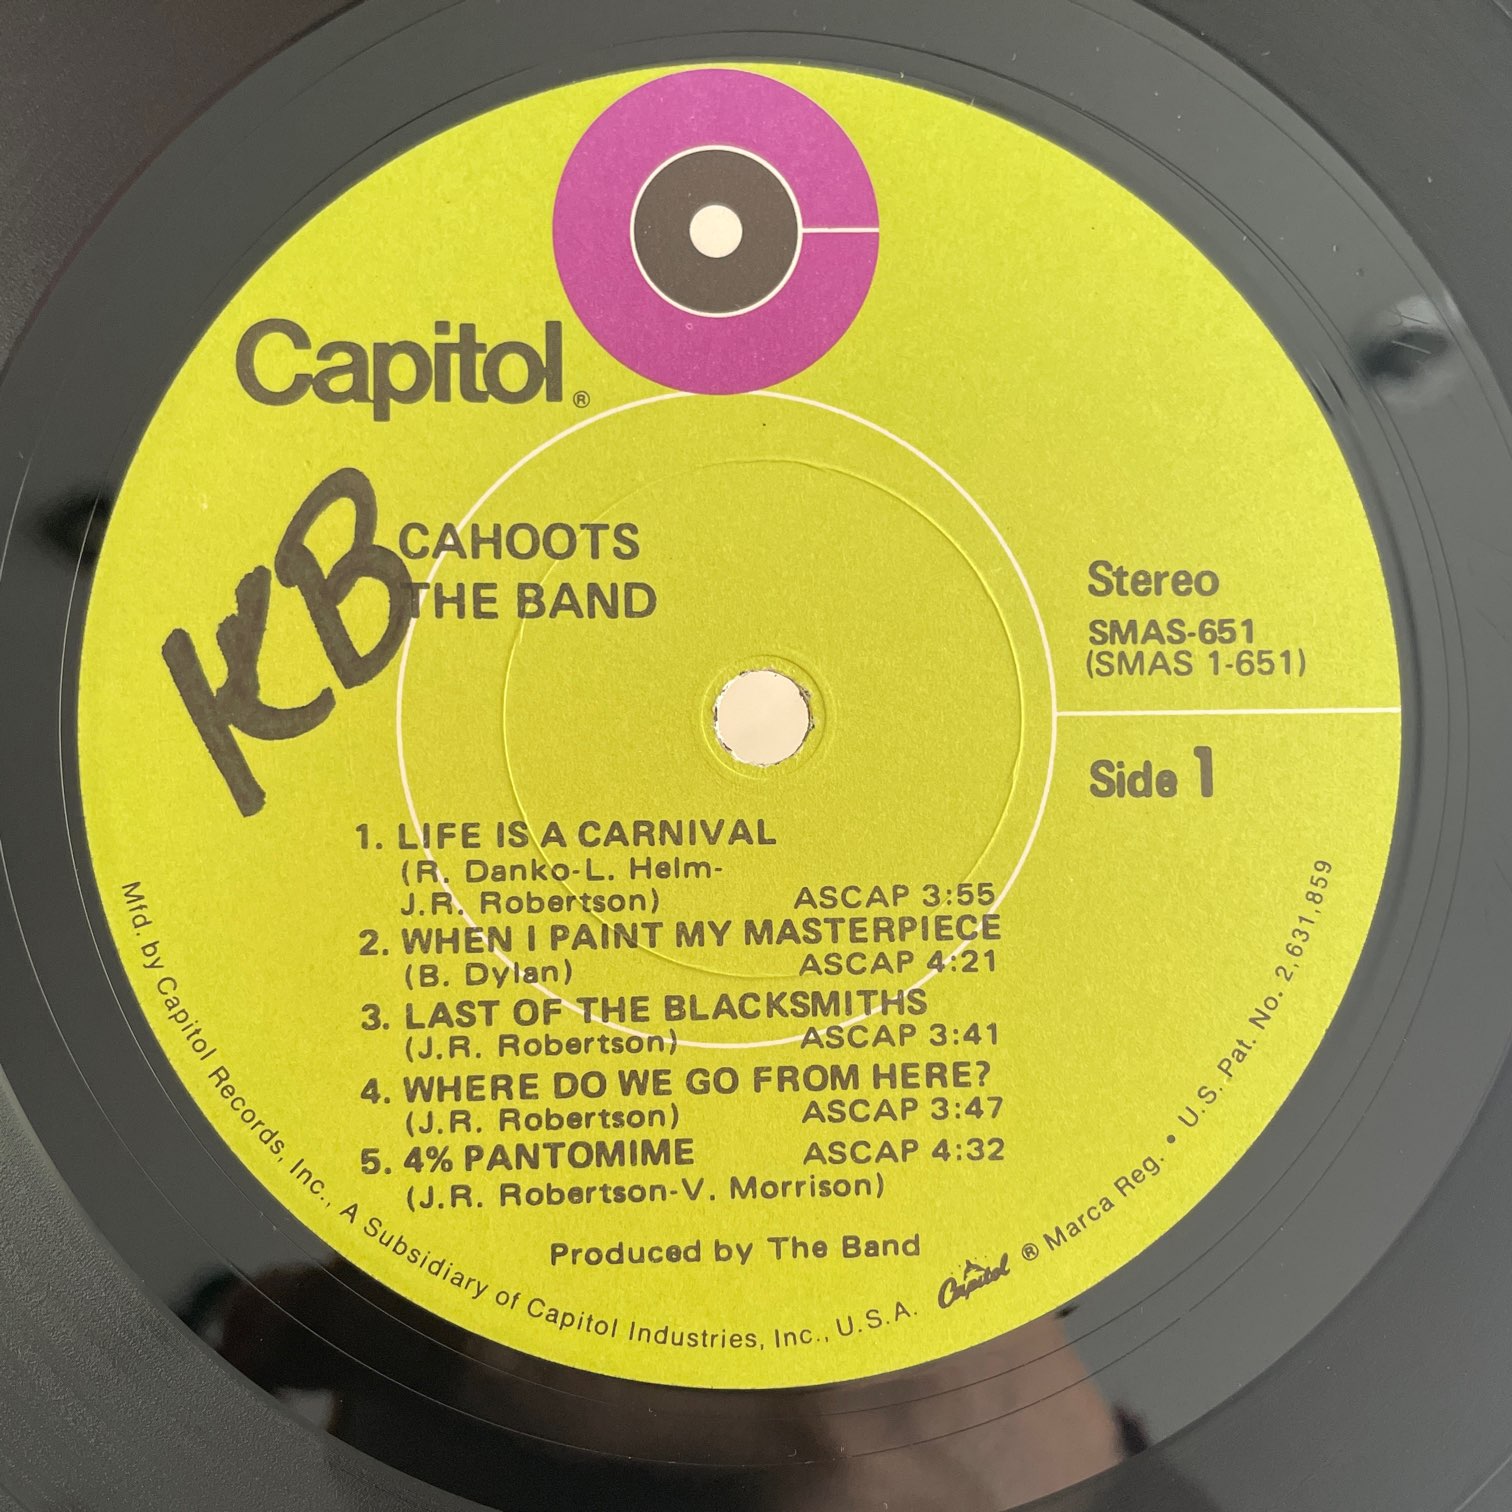 Capitol®
KB
CAHOOTS
THE BAND
Stereo
SMAS-651
(SMAS 1-651)
Side 1
1. LIFE IS A CARNIVAL
(R. Danko-L. Helm-
J.R. Robertson) ASCAP 3:55
2. WHEN I PAINT MY MASTERPIECE
(B. Dylan) ASCAP 4:21
3. LAST OF THE BLACKSMITHS
(J.R. Robertson) ASCAP 3:41
4. WHERE DO WE GO FROM HERE?
(J.R. Robertson) ASCAP 3:47
5. 4% PANTOMIME ASCAP 4:32
(J.R. Robertson-V. Morrison)
Produced by The Band
Mfd. by Capitol Records, Inc., A Subsidiary of Capitol Industries, Inc., U.S.A. Capitol ® Marca Reg. • U.S. Pat. No. 2,631,859